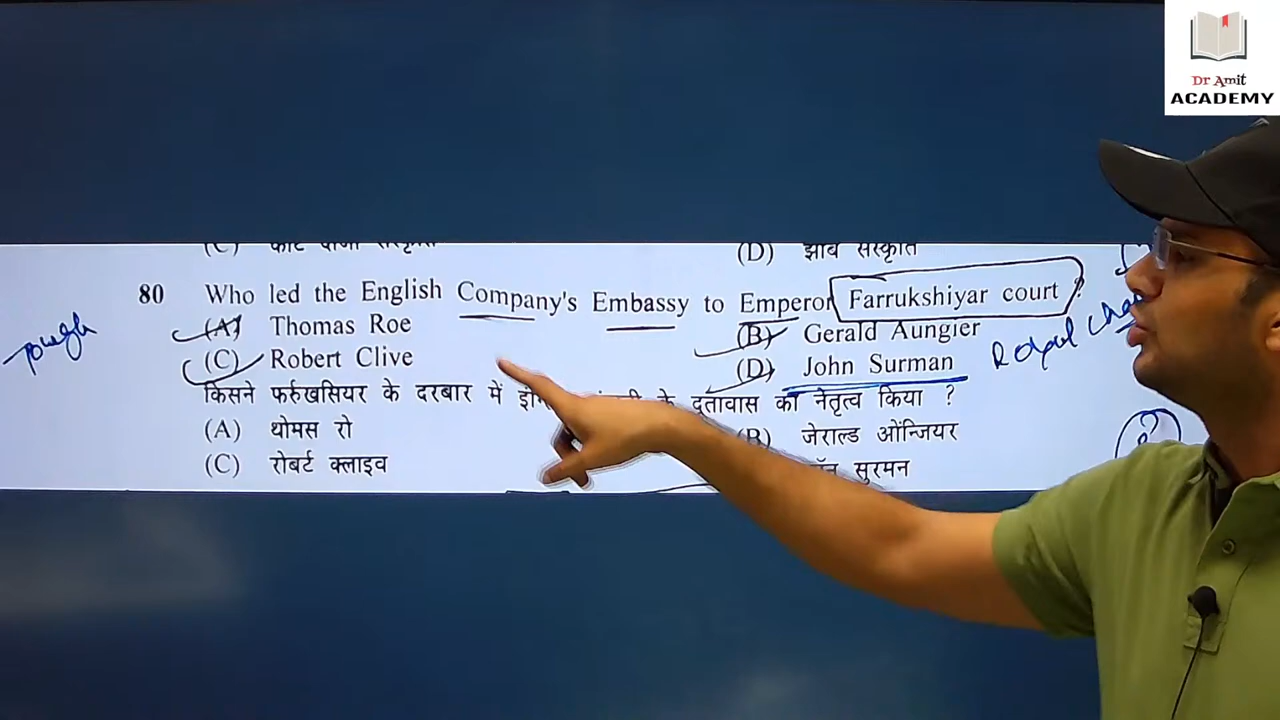 Dr Amit
ACADEMY
(D) झाब संस्कृति
80 Who led the English Company's Embassy to Emperor Farrukshiyar court ?
(A) Thomas Roe (B) Gerald Aungier
(C) Robert Clive (D) John Surman
Tough
Royal
किसने फर्रुखसियर के दरबार में के दूतावास का नेतृत्व किया ?
(A) थोमस रो (B) जेराल्ड ओंन्जियर
(C) रोबर्ट क्लाइव सुरमन